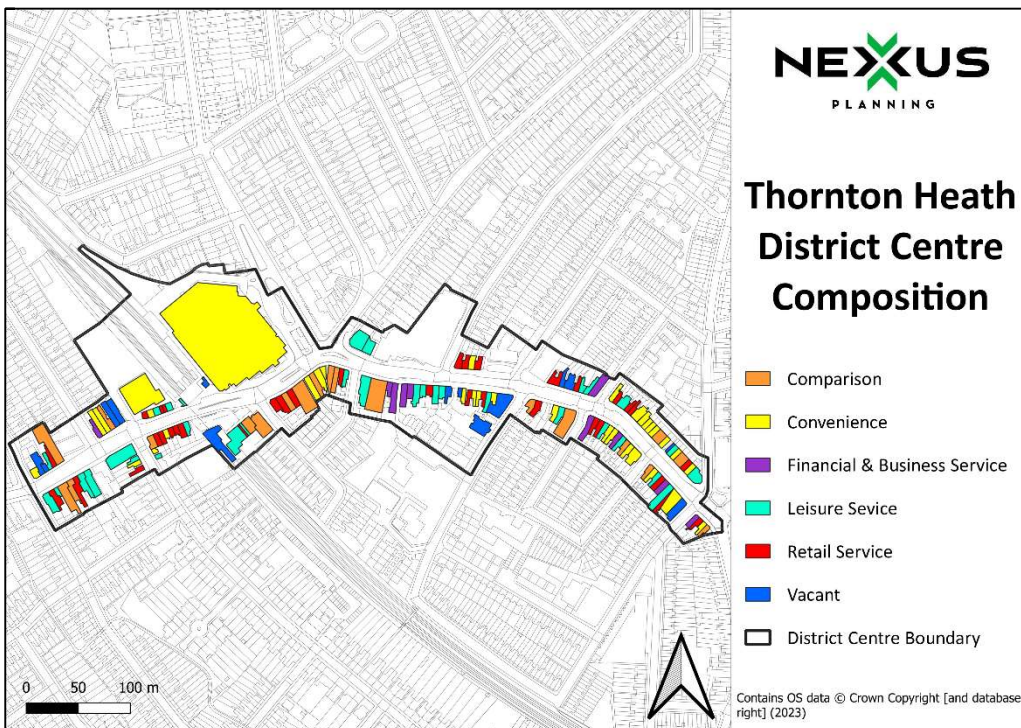 NEXUS
PLANNING
Thornton Heath
District Centre
Composition
Comparison
Convenience
Financial & Business Service
Leisure Sevice
Retail Service
Vacant
District Centre Boundary
0 50 100 m
Contains OS data © Crown Copyright [and database
right] (2023)